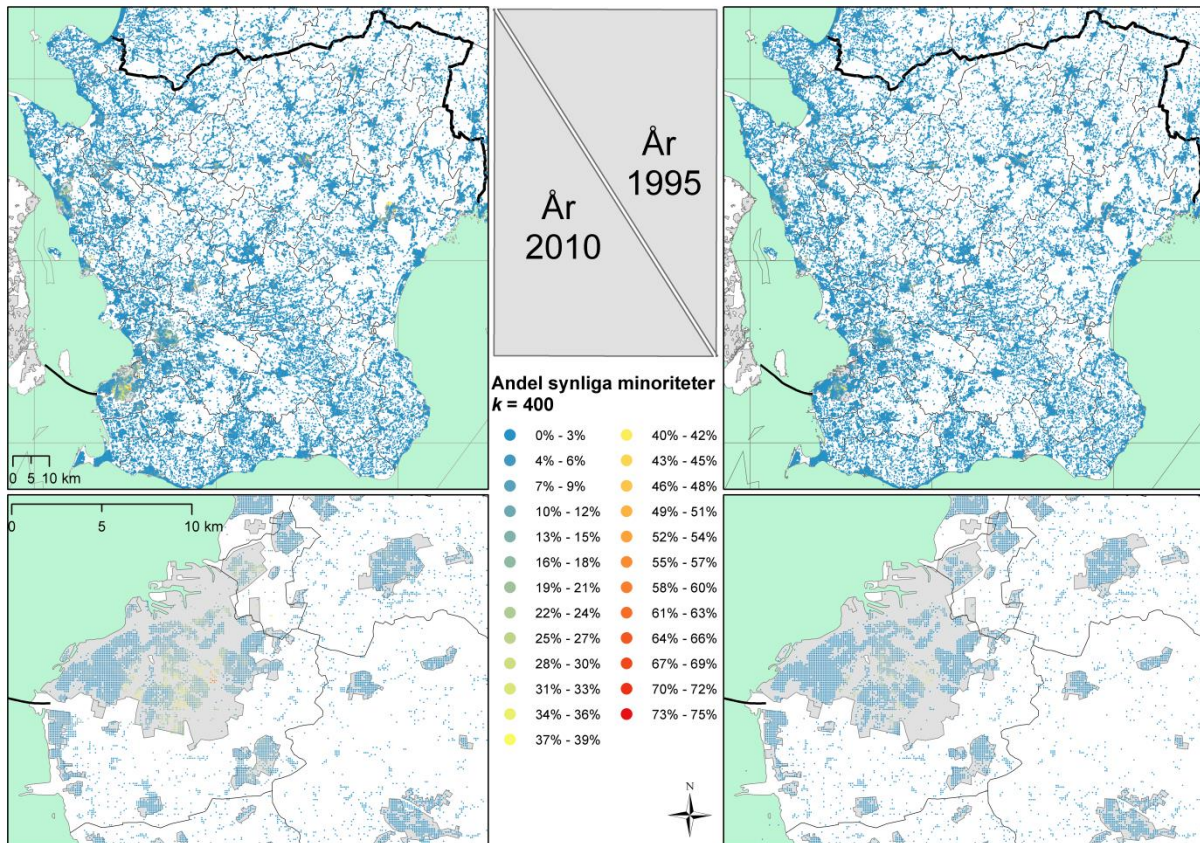 År
1995
År
2010
0 5 10 km
Andel synliga minoriteter
k = 400
0% - 3%
4% - 6%
7% - 9%
10% - 12%
13% - 15%
16% - 18%
19% - 21%
22% - 24%
25% - 27%
28% - 30%
31% - 33%
34% - 36%
37% - 39%
40% - 42%
43% - 45%
46% - 48%
49% - 51%
52% - 54%
55% - 57%
58% - 60%
61% - 63%
64% - 66%
67% - 69%
70% - 72%
73% - 75%
0 5 10 km
N